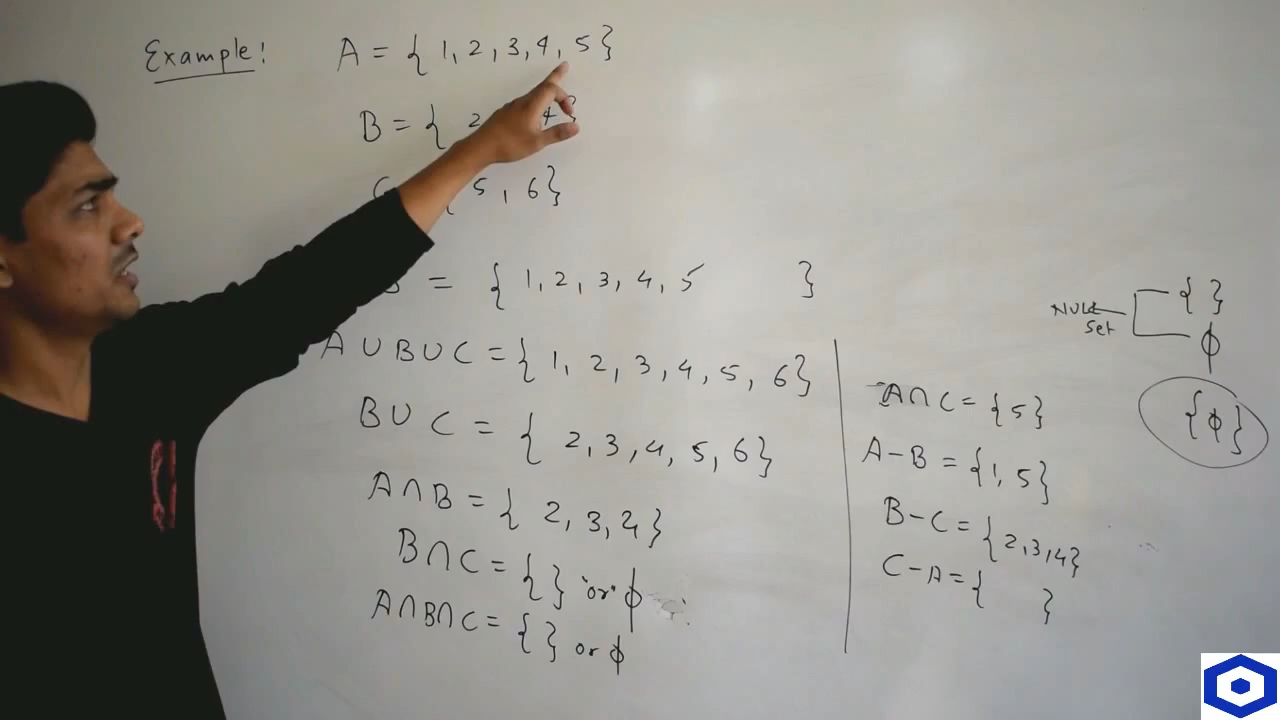 Example!
A = { 1, 2, 3, 4, 5}
B = { 2, 4}
5, 6}
= { 1, 2, 3, 4, 5 }
A ∪ B ∪ C = { 1, 2, 3, 4, 5, 6}
B ∪ C = { 2, 3, 4, 5, 6}
A ∩ B = { 2, 3, 4}
B ∩ C = { } or ϕ
A ∩ B ∩ C = { } or ϕ
A ∩ C = { 5 }
A - B = { 1, 5 }
B - C = { 2, 3, 4}
C - A = { }
{ }
NULL
Set
ϕ
{ ϕ }